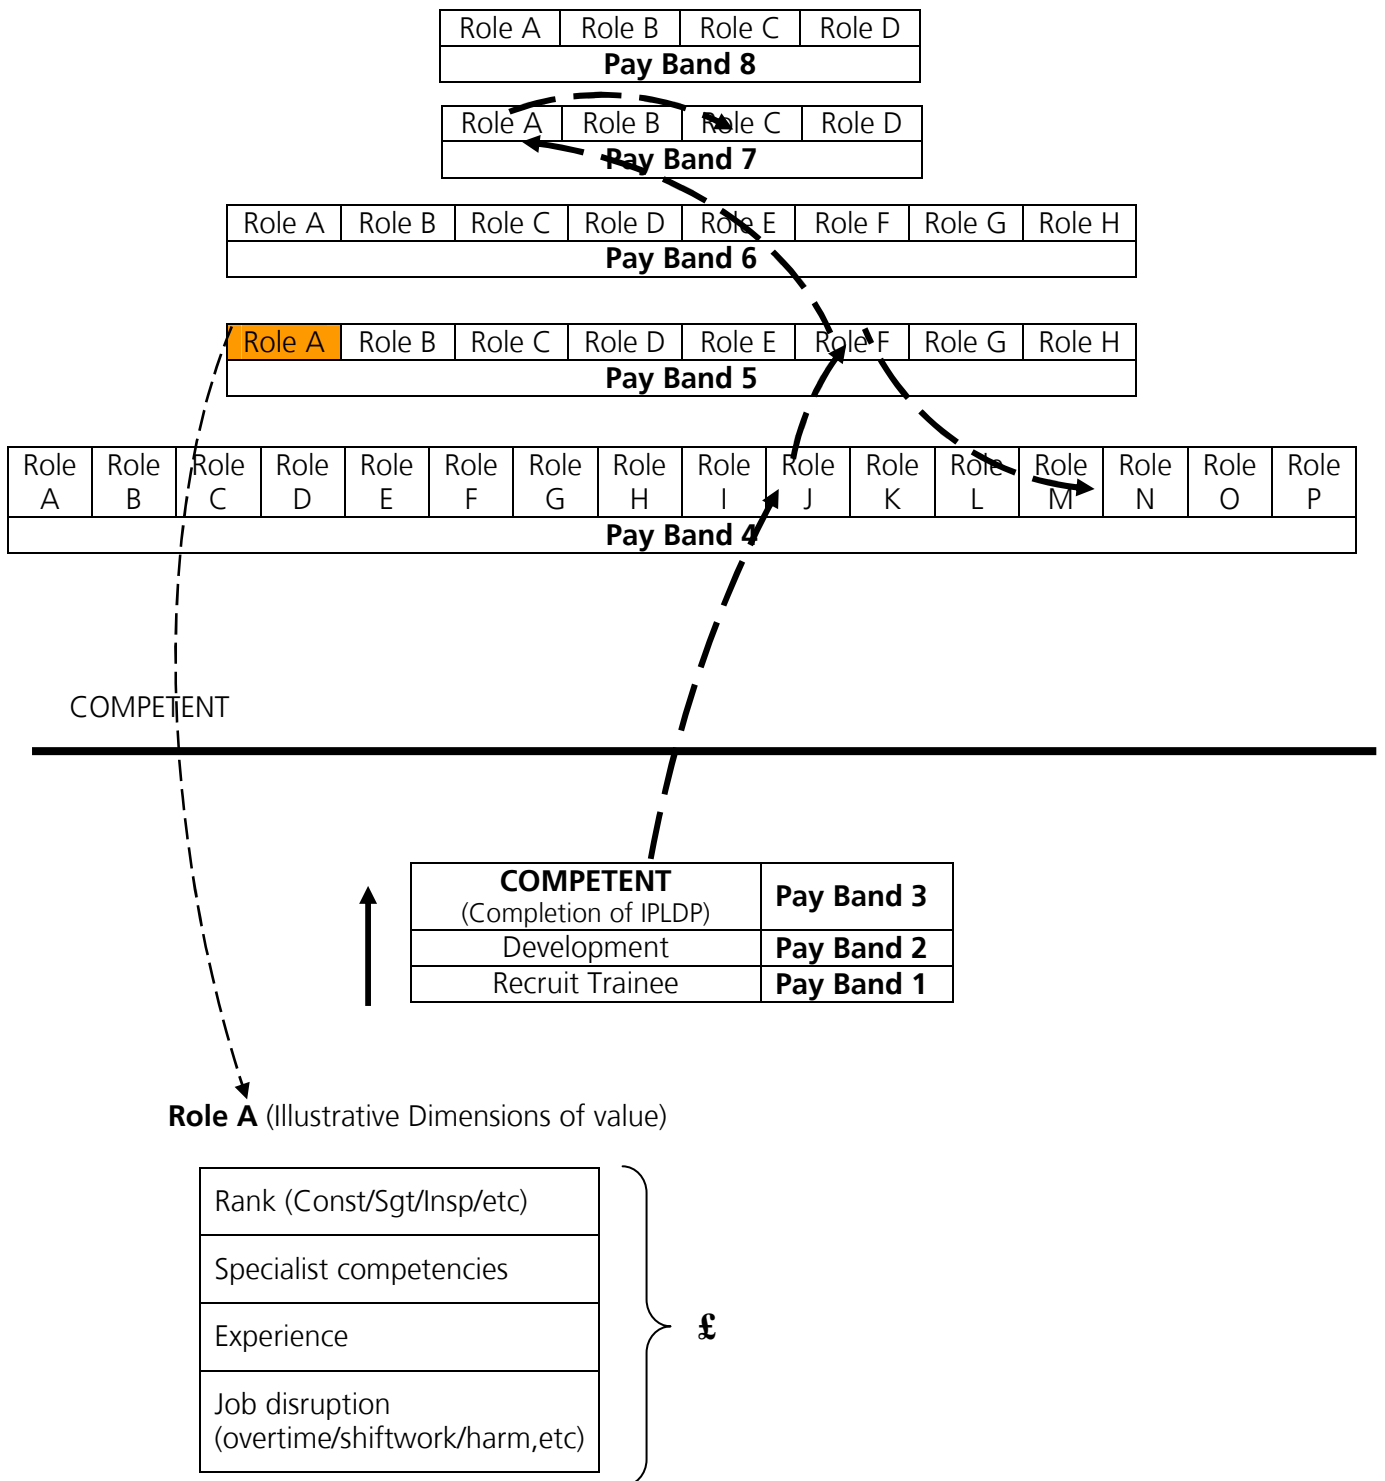 Role A Role B Role C Role D
Pay Band 8
Role A Role B Role C Role D
Pay Band 7
Role A Role B Role C Role D Role E Role F Role G Role H
Pay Band 6
Role A Role B Role C Role D Role E Role F Role G Role H
Pay Band 5
Role Role Role Role Role Role Role Role Role Role Role Role Role Role Role Role
A B C D E F G H I J K L M N O P
Pay Band 4
COMPETENT
COMPETENT
(Completion of IPLDP) Pay Band 3
Development Pay Band 2
Recruit Trainee Pay Band 1
Role A (Illustrative Dimensions of value)
Rank (Const/Sgt/Insp/etc)
Specialist competencies
Experience
£
Job disruption
(overtime/shiftwork/harm,etc)